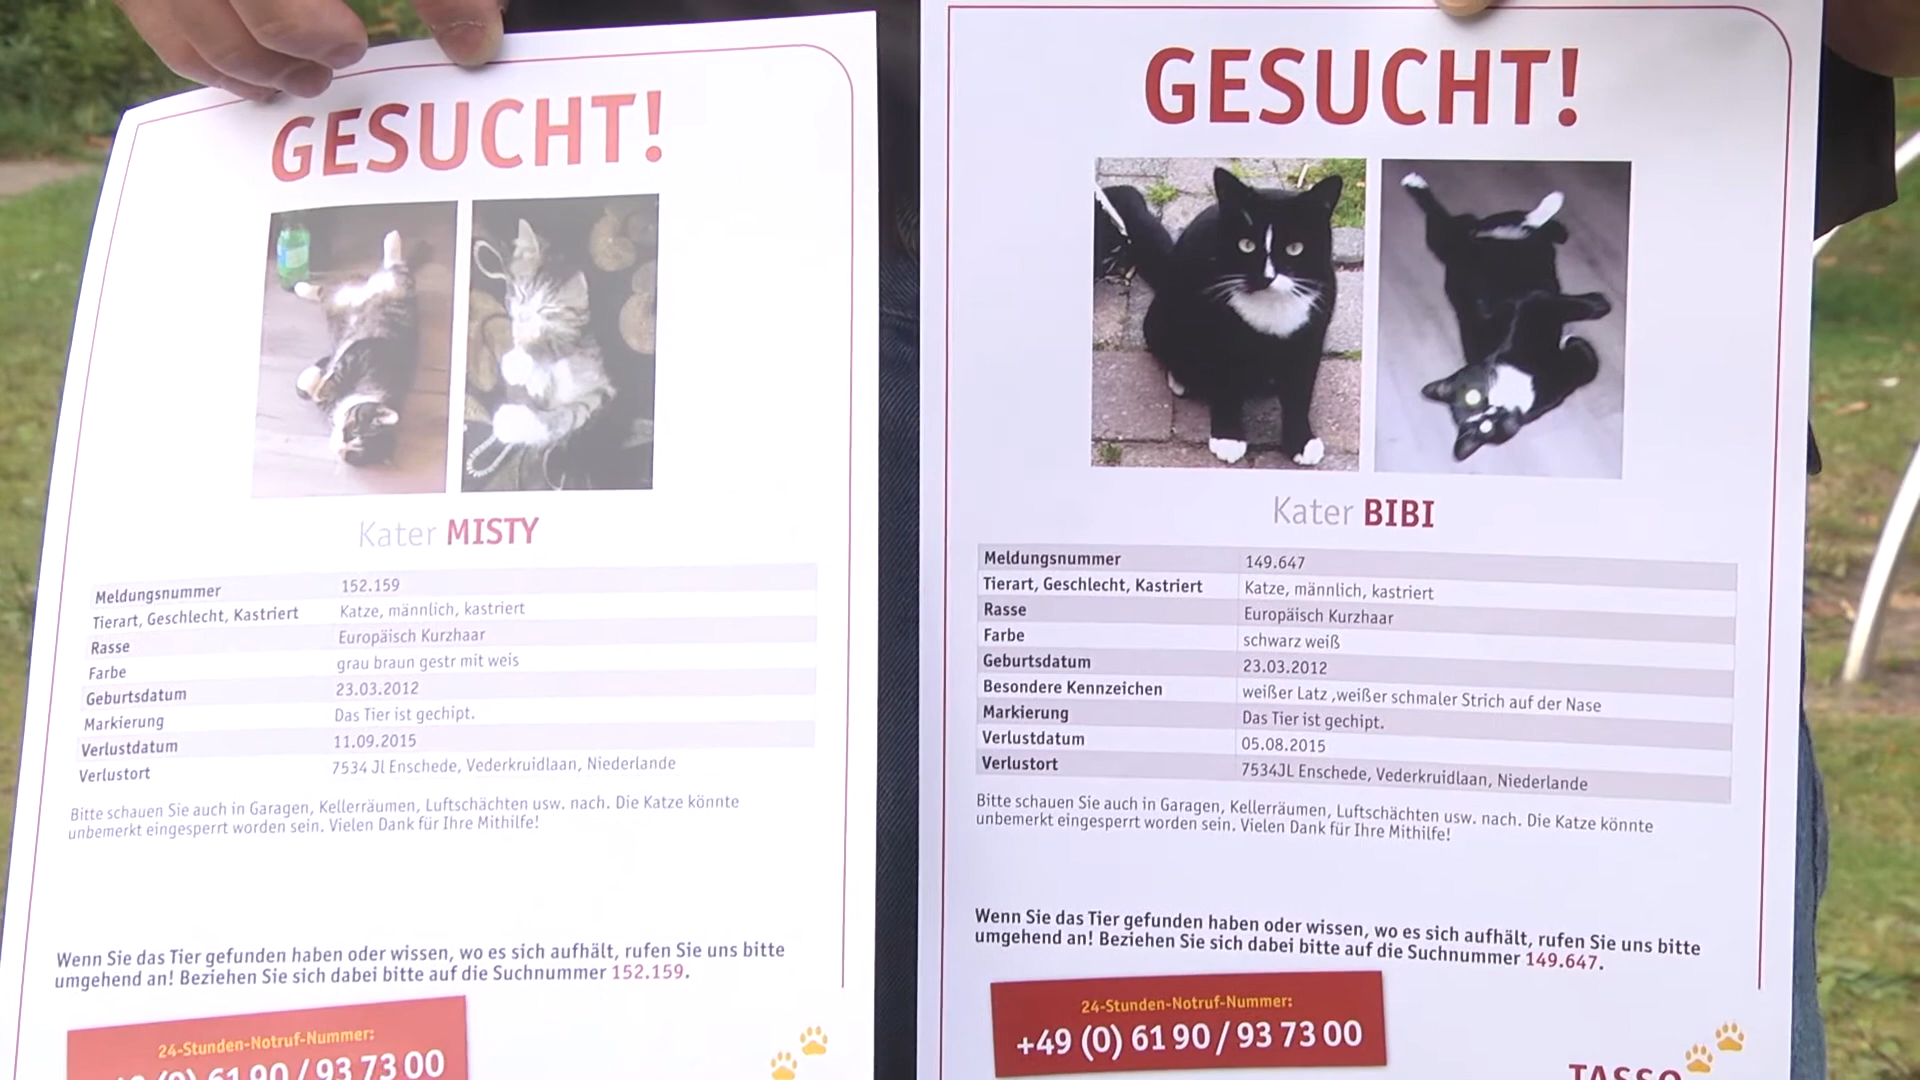 GESUCHT!
Kater MISTY
Meldungsnummer 152.159
Tierart, Geschlecht, Kastriert Katze, männlich, kastriert
Rasse Europäisch Kurzhaar
Farbe grau braun gestr mit weis
Geburtsdatum 23.03.2012
Markierung Das Tier ist gechipt.
Verlustdatum 11.09.2015
Verlustort 7534 Jl Enschede, Vederkruidlaan, Niederlande
Bitte schauen Sie auch in Garagen, Kellerräumen, Luftschächten usw. nach. Die Katze könnte
unbemerkt eingesperrt worden sein. Vielen Dank für Ihre Mithilfe!
Wenn Sie das Tier gefunden haben oder wissen, wo es sich aufhält, rufen Sie uns bitte
umgehend an! Beziehen Sie sich dabei bitte auf die Suchnummer 152.159.
24-Stunden-Notruf-Nummer:
(0) 61 90 / 93 73 00
GESUCHT!
Kater BIBI
Meldungsnummer 149.647
Tierart, Geschlecht, Kastriert Katze, männlich, kastriert
Rasse Europäisch Kurzhaar
Farbe schwarz weiß
Geburtsdatum 23.03.2012
Besondere Kennzeichen weißer Latz ,weißer schmaler Strich auf der Nase
Markierung Das Tier ist gechipt.
Verlustdatum 05.08.2015
Verlustort 7534JL Enschede, Vederkruidlaan, Niederlande
Bitte schauen Sie auch in Garagen, Kellerräumen, Luftschächten usw. nach. Die Katze könnte
unbemerkt eingesperrt worden sein. Vielen Dank für Ihre Mithilfe!
Wenn Sie das Tier gefunden haben oder wissen, wo es sich aufhält, rufen Sie uns bitte
umgehend an! Beziehen Sie sich dabei bitte auf die Suchnummer 149.647.
24-Stunden-Notruf-Nummer:
+49 (0) 61 90 / 93 73 00
TASSO